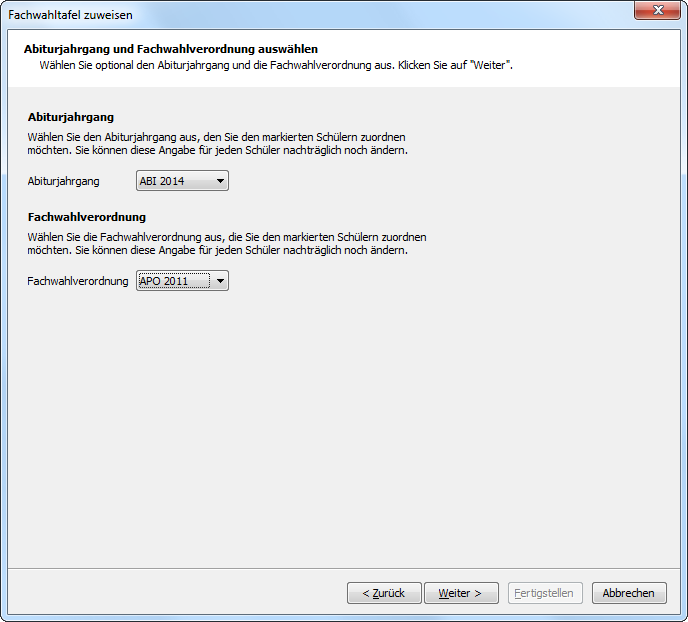 Fachwahltafel zuweisen
Abiturjahrgang und Fachwahlverordnung auswählen
Wählen Sie optional den Abiturjahrgang und die Fachwahlverordnung aus. Klicken Sie auf "Weiter".
Abiturjahrgang
Wählen Sie den Abiturjahrgang aus, den Sie den markierten Schülern zuordnen
möchten. Sie können diese Angabe für jeden Schüler nachträglich noch ändern.
Abiturjahrgang ABI 2014
Fachwahlverordnung
Wählen Sie die Fachwahlverordnung aus, die Sie den markierten Schülern zuordnen
möchten. Sie können diese Angabe für jeden Schüler nachträglich noch ändern.
Fachwahlverordnung APO 2011
< Zurück Weiter > Fertigstellen Abbrechen